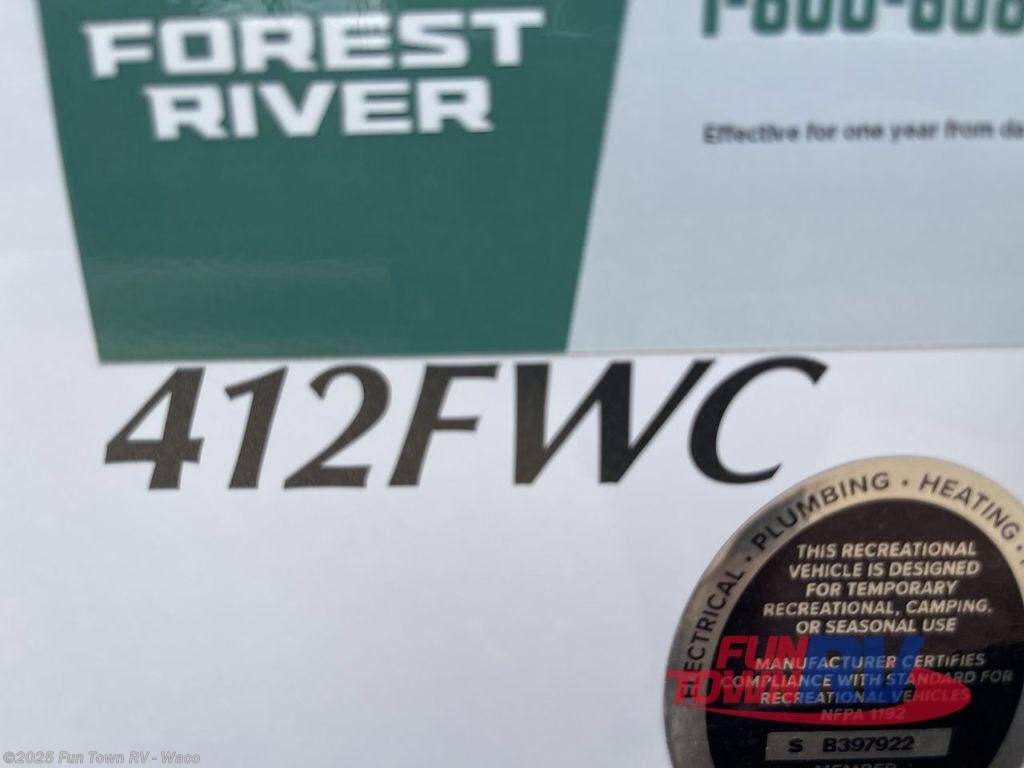 FOREST
RIVER
Effective for one year from
412FWC
ELECTRICAL · PLUMBING · HEATING ·
THIS RECREATIONAL
VEHICLE IS DESIGNED
FOR TEMPORARY
RECREATIONAL, CAMPING,
OR SEASONAL USE
MANUFACTURER CERTIFIES
COMPLIANCE WITH STANDARD FOR
RECREATIONAL VEHICLES
NFPA 1192
S B397922
MEMBER
FUN
TOWN RV
©2025 Fun Town RV - Waco